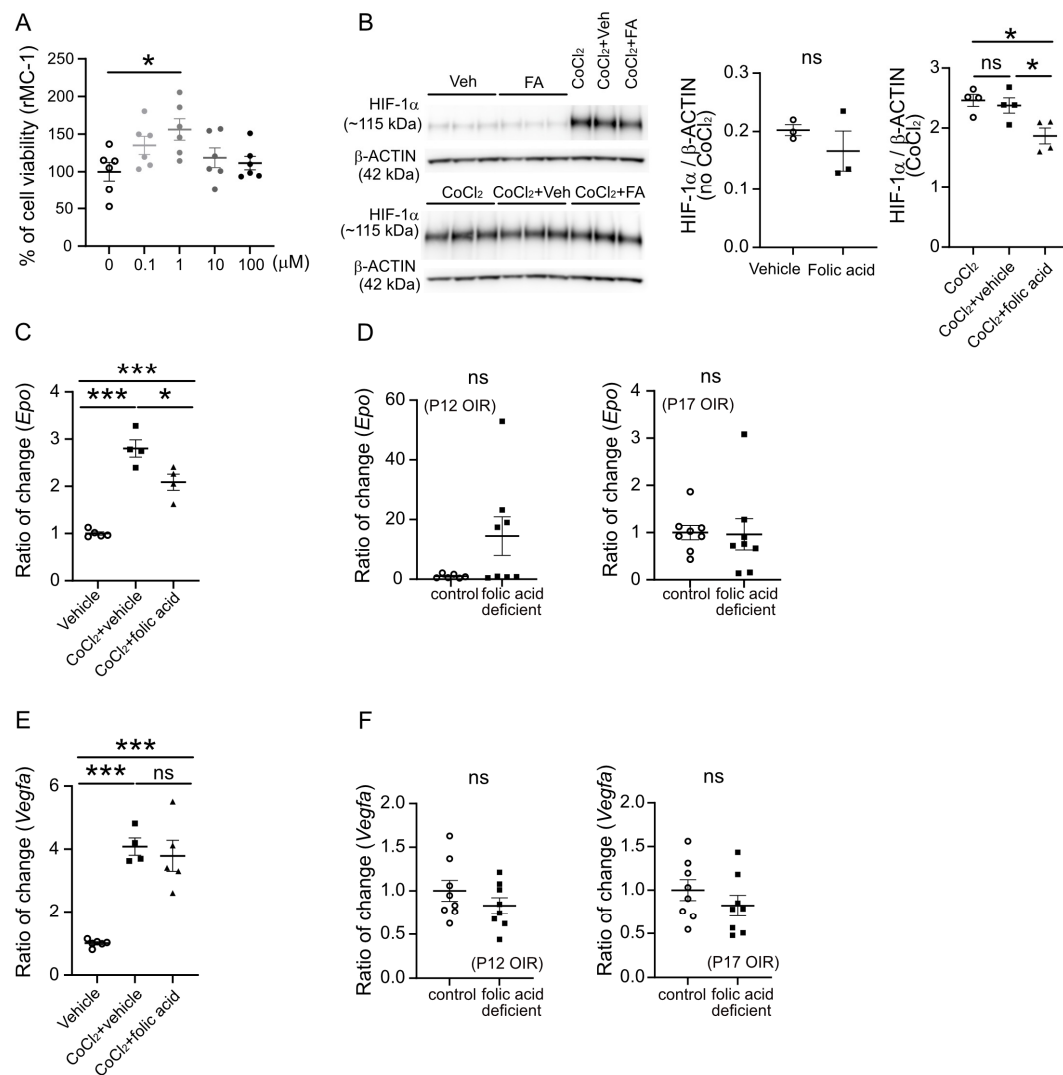 A
% of cell viability (rMC-1)
250
200
150
100
50
0
*
0 0.1 1 10 100 (μM)
B
Veh FA CoCl₂ CoCl₂+Veh CoCl₂+FA
HIF-1α
(~115 kDa)
β-ACTIN
(42 kDa)
CoCl₂ CoCl₂+Veh CoCl₂+FA
HIF-1α
(~115 kDa)
β-ACTIN
(42 kDa)
HIF-1α / β-ACTIN
(no CoCl₂)
0.3
0.2
0.1
0.0
ns
Vehicle Folic acid
HIF-1α / β-ACTIN
(CoCl₂)
3
2
1
0
*
ns *
CoCl₂
CoCl₂+vehicle
CoCl₂+folic acid
C
Ratio of change (Epo)
4
3
2
1
0
***
*** *
Vehicle
CoCl₂+vehicle
CoCl₂+folic acid
D
Ratio of change (Epo)
60
40
20
0
ns
(P12 OIR)
control folic acid
deficient
Ratio of change (Epo)
4
3
2
1
0
ns
(P17 OIR)
control folic acid
deficient
E
Ratio of change (Vegfa)
6
4
2
0
***
*** ns
Vehicle
CoCl₂+vehicle
CoCl₂+folic acid
F
Ratio of change (Vegfa)
2.0
1.5
1.0
0.5
0.0
ns
(P12 OIR)
control folic acid
deficient
Ratio of change (Vegfa)
2.0
1.5
1.0
0.5
0.0
ns
(P17 OIR)
control folic acid
deficient